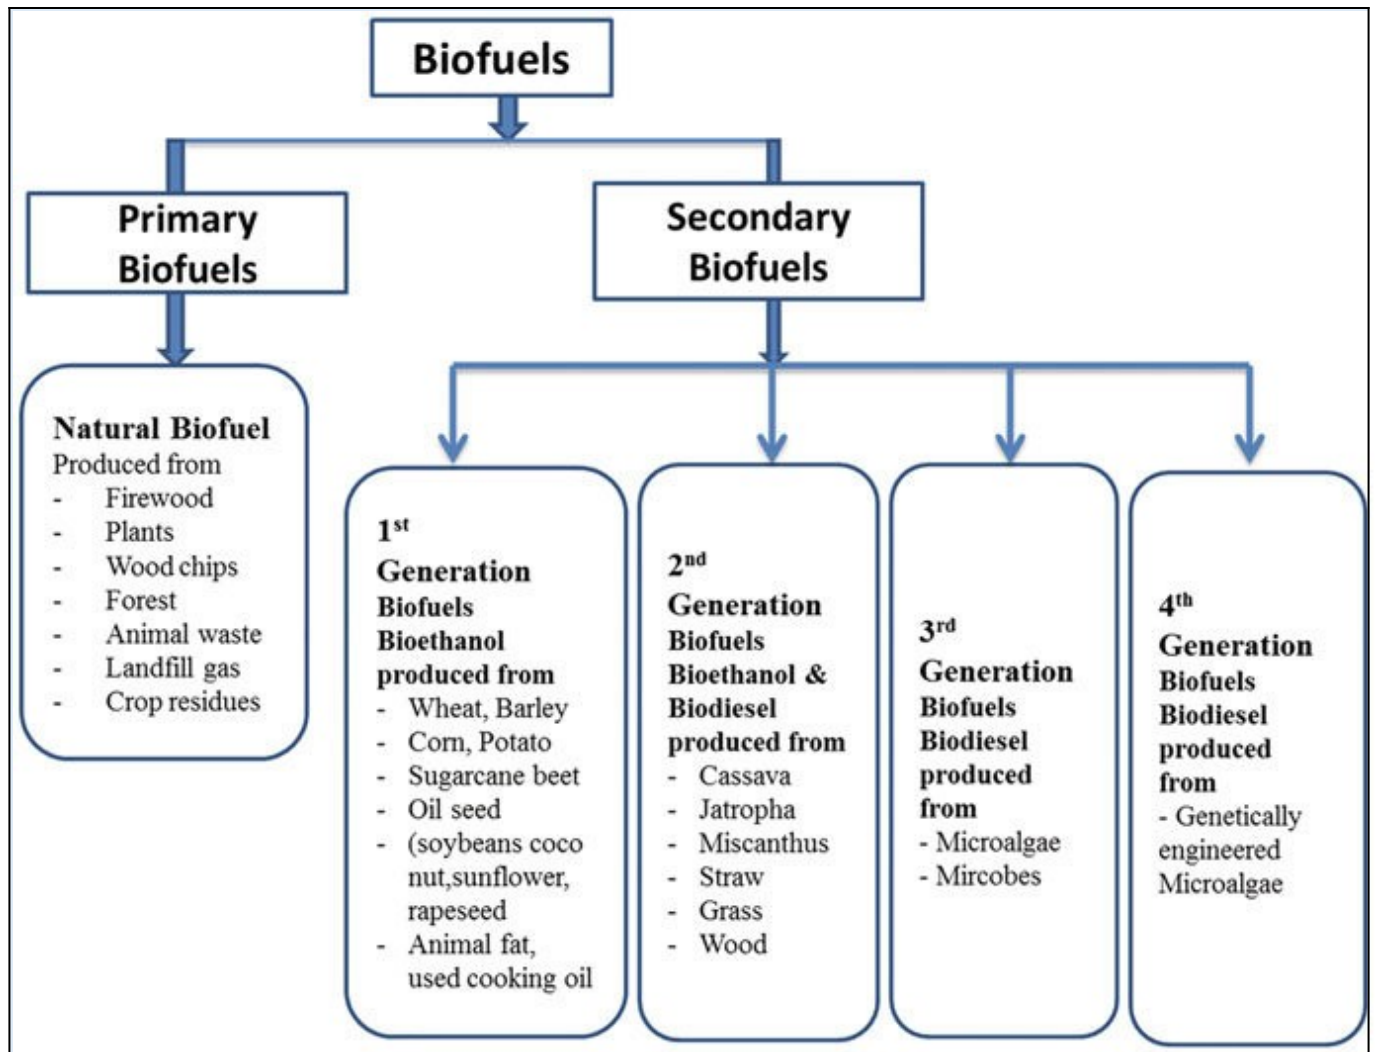 Biofuels
Primary
Biofuels
Secondary
Biofuels
Natural Biofuel
Produced from
- Firewood
- Plants
- Wood chips
- Forest
- Animal waste
- Landfill gas
- Crop residues
1st
Generation
Biofuels
Bioethanol
produced from
- Wheat, Barley
- Corn, Potato
- Sugarcane beet
- Oil seed
- (soybeans coco
nut,sunflower,
rapeseed
- Animal fat,
used cooking oil
2nd
Generation
Biofuels
Bioethanol &
Biodiesel
produced from
- Cassava
- Jatropha
- Miscanthus
- Straw
- Grass
- Wood
3rd
Generation
Biofuels
Biodiesel
produced
from
- Microalgae
- Mircobes
4th
Generation
Biofuels
Biodiesel
produced
from
- Genetically
engineered
Microalgae